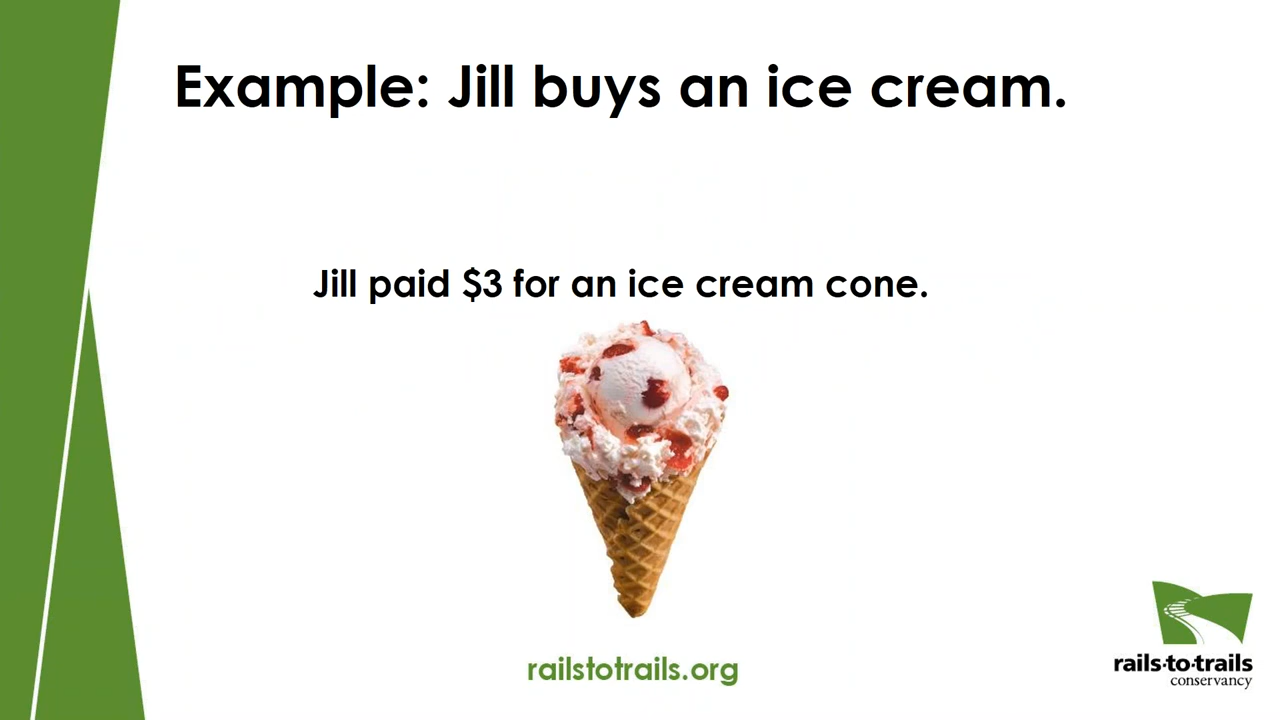 Example: Jill buys an ice cream.
Jill paid $3 for an ice cream cone.
railstotrails.org
rails·to·trails
conservancy